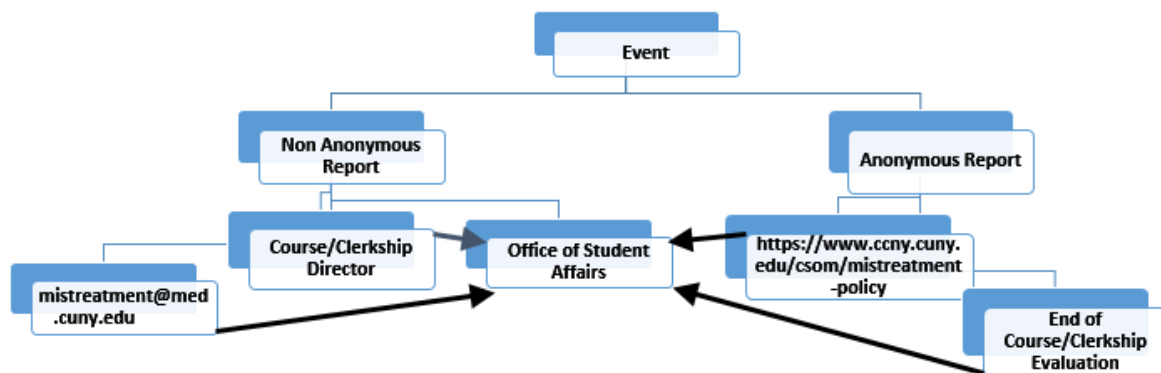 Event
Non Anonymous
Report
Anonymous Report
Course/Clerkship
Director
Office of Student
Affairs
https://www.ccny.cuny.
edu/csom/mistreatment
-policy
mistreatment@med
.cuny.edu
End of
Course/Clerkship
Evaluation